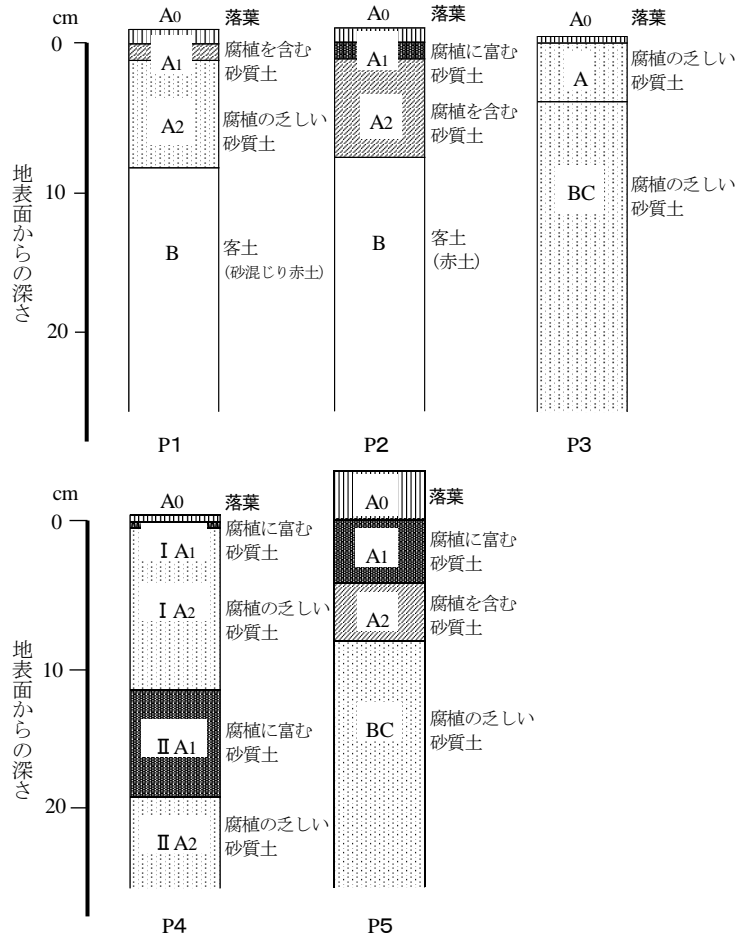 cm
0
10
20
地表面からの深さ
A0
落葉
A1
腐植を含む
砂質土
A2
腐植の乏しい
砂質土
B
客土
(砂混じり赤土)
P1
A0
落葉
A1
腐植に富む
砂質土
A2
腐植を含む
砂質土
B
客土
(赤土)
P2
A0
落葉
A
腐植の乏しい
砂質土
BC
腐植の乏しい
砂質土
P3
cm
0
10
20
地表面からの深さ
A0
落葉
Ⅰ A1
腐植に富む
砂質土
Ⅰ A2
腐植の乏しい
砂質土
Ⅱ A1
腐植に富む
砂質土
Ⅱ A2
腐植の乏しい
砂質土
P4
A0
落葉
A1
腐植に富む
砂質土
A2
腐植を含む
砂質土
BC
腐植の乏しい
砂質土
P5